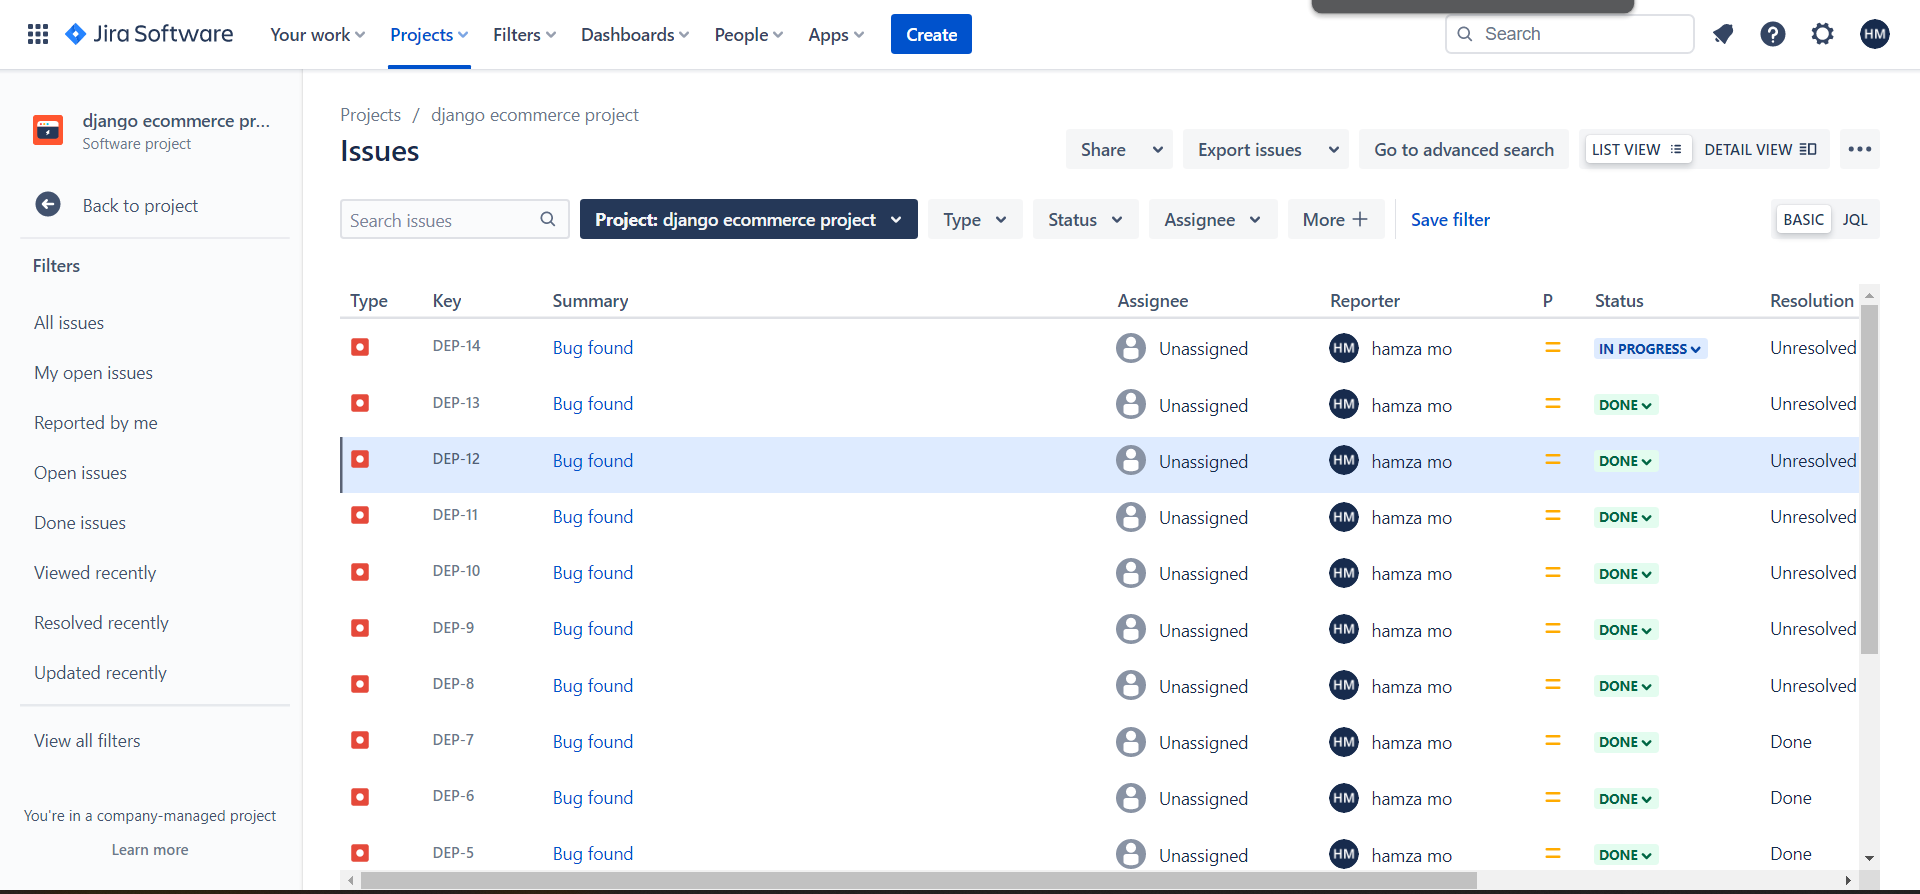 Jira Software Your work Projects Filters Dashboards People Apps Create Search HM
django ecommerce pr...
Software project
Back to project
Filters
All issues
My open issues
Reported by me
Open issues
Done issues
Viewed recently
Resolved recently
Updated recently
View all filters
You're in a company-managed project
Learn more
Projects / django ecommerce project
Issues
Share Export issues Go to advanced search LIST VIEW DETAIL VIEW
Search issues Project: django ecommerce project Type Status Assignee More Save filter BASIC JQL
Type Key Summary Assignee Reporter P Status Resolution
DEP-14 Bug found Unassigned HM hamza mo IN PROGRESS Unresolved
DEP-13 Bug found Unassigned HM hamza mo DONE Unresolved
DEP-12 Bug found Unassigned HM hamza mo DONE Unresolved
DEP-11 Bug found Unassigned HM hamza mo DONE Unresolved
DEP-10 Bug found Unassigned HM hamza mo DONE Unresolved
DEP-9 Bug found Unassigned HM hamza mo DONE Unresolved
DEP-8 Bug found Unassigned HM hamza mo DONE Unresolved
DEP-7 Bug found Unassigned HM hamza mo DONE Done
DEP-6 Bug found Unassigned HM hamza mo DONE Done
DEP-5 Bug found Unassigned HM hamza mo DONE Done